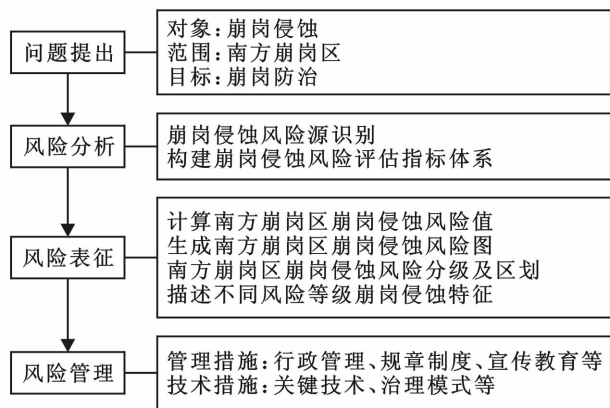 问题提出
对象:崩岗侵蚀
范围:南方崩岗区
目标:崩岗防治
风险分析
崩岗侵蚀风险源识别
构建崩岗侵蚀风险评估指标体系
风险表征
计算南方崩岗区崩岗侵蚀风险值
生成南方崩岗区崩岗侵蚀风险图
南方崩岗区崩岗侵蚀风险分级及区划
描述不同风险等级崩岗侵蚀特征
风险管理
管理措施:行政管理、规章制度、宣传教育等
技术措施:关键技术、治理模式等